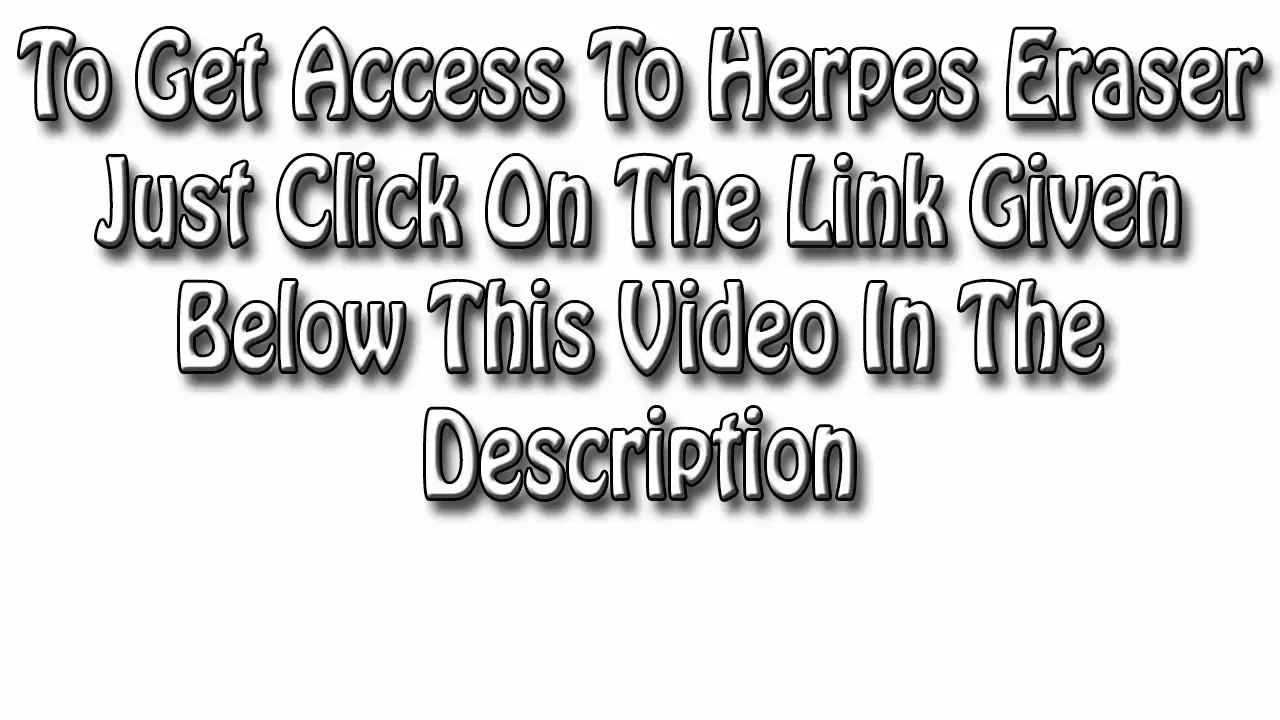 To Get Access To Herpes Eraser
Just Click On The Link Given
Below This Video In The
Description